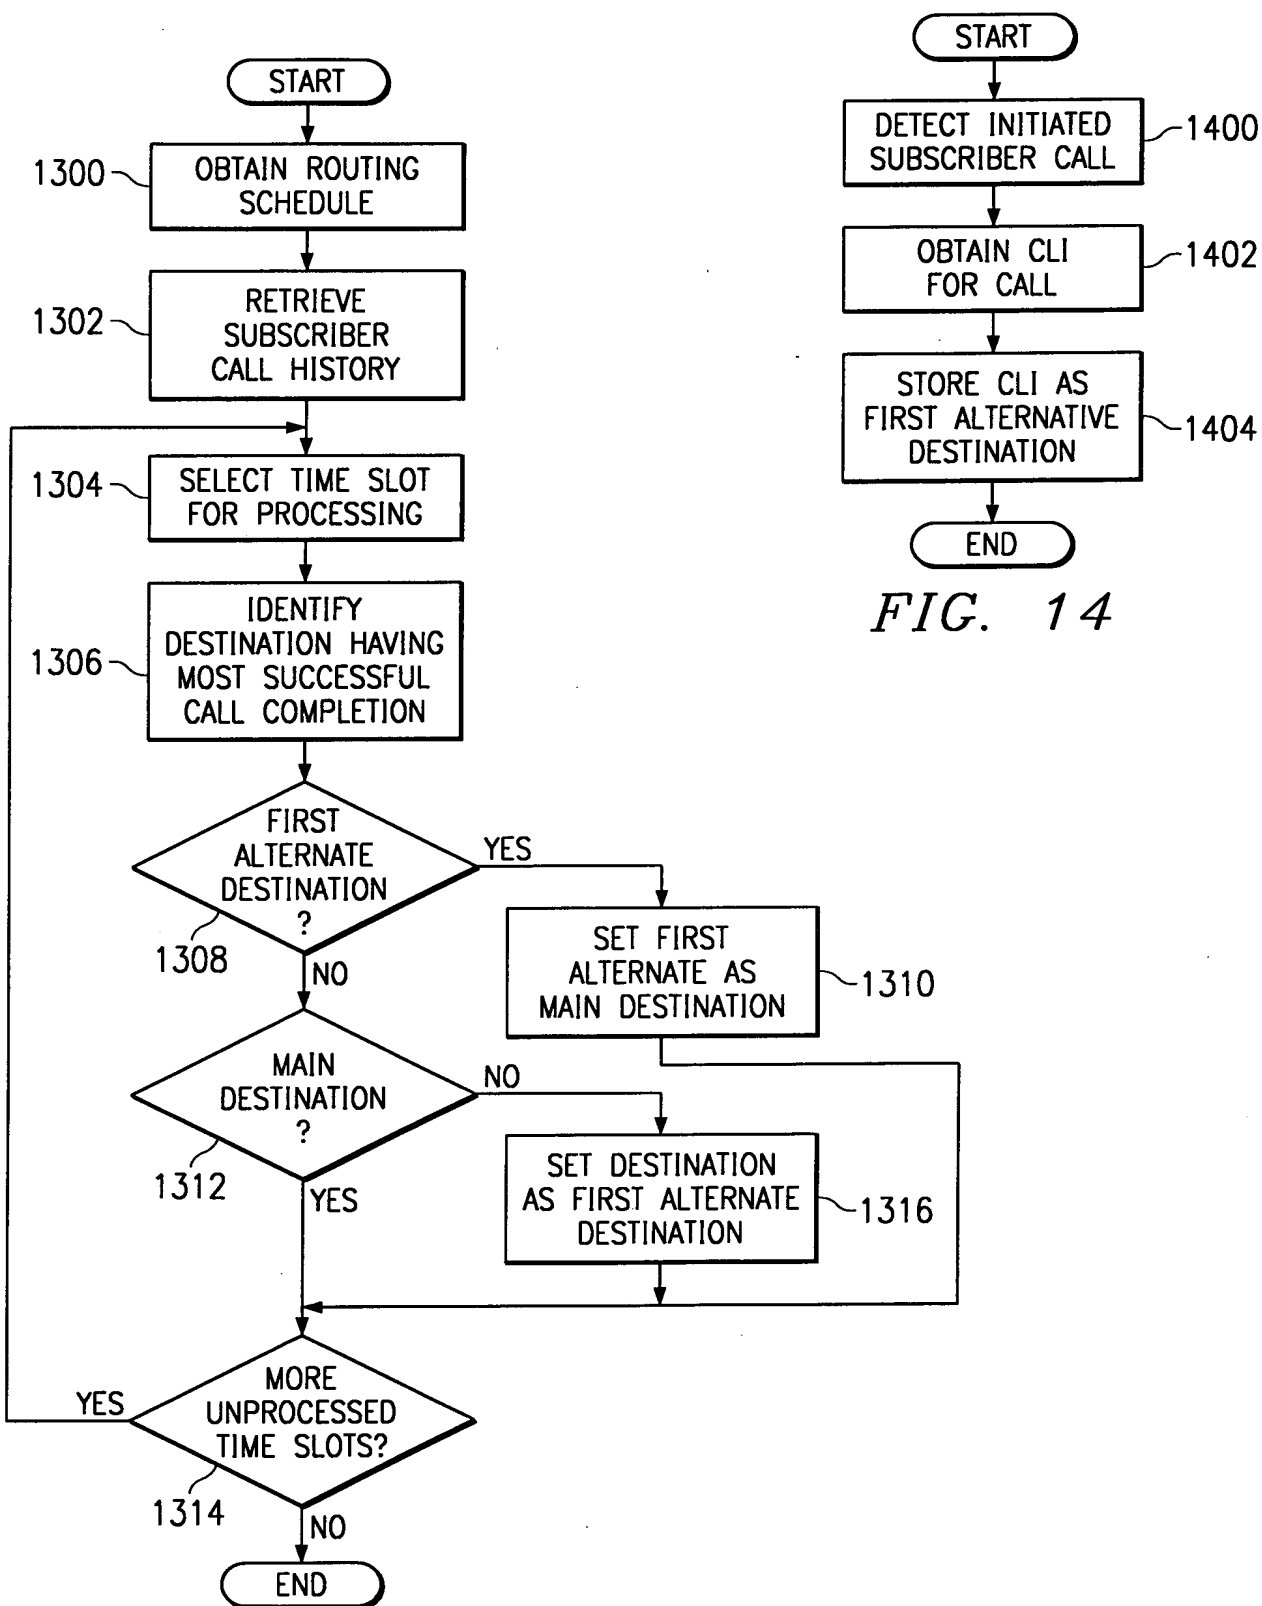 START
1300
OBTAIN ROUTING
SCHEDULE
1302
RETRIEVE
SUBSCRIBER
CALL HISTORY
1304
SELECT TIME SLOT
FOR PROCESSING
1306
IDENTIFY
DESTINATION HAVING
MOST SUCCESSFUL
CALL COMPLETION
FIRST
ALTERNATE
DESTINATION
?
1308
YES
NO
SET FIRST
ALTERNATE AS
MAIN DESTINATION
1310
MAIN
DESTINATION
?
1312
NO
YES
SET DESTINATION
AS FIRST ALTERNATE
DESTINATION
1316
MORE
UNPROCESSED
TIME SLOTS?
1314
YES
NO
END
START
DETECT INITIATED
SUBSCRIBER CALL
1400
OBTAIN CLI
FOR CALL
1402
STORE CLI AS
FIRST ALTERNATIVE
DESTINATION
1404
END
FIG. 14